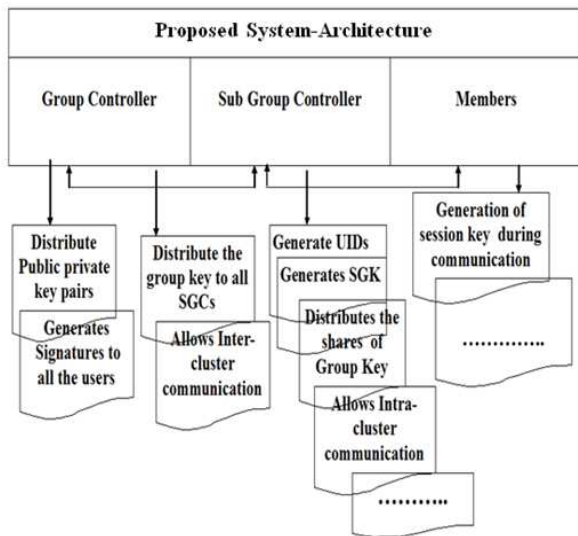 Proposed System-Architecture
Group Controller
Sub Group Controller
Members
Distribute
Public private
key pairs
Generates
Signatures to
all the users
Distribute the
group key to all
SGCs
Allows Inter-
cluster
communication
Generate UIDs
Generates SGK
Distributes the
shares of
Group Key
Allows Intra-
cluster
communication
...........
Generation of
session key during
communication
..............